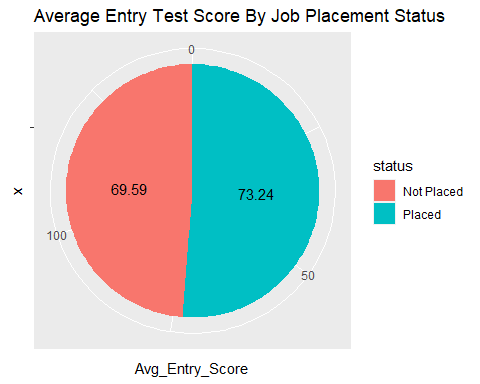 Average Entry Test Score By Job Placement Status
0
69.59
73.24
x
100
50
Avg_Entry_Score
status
Not Placed
Placed